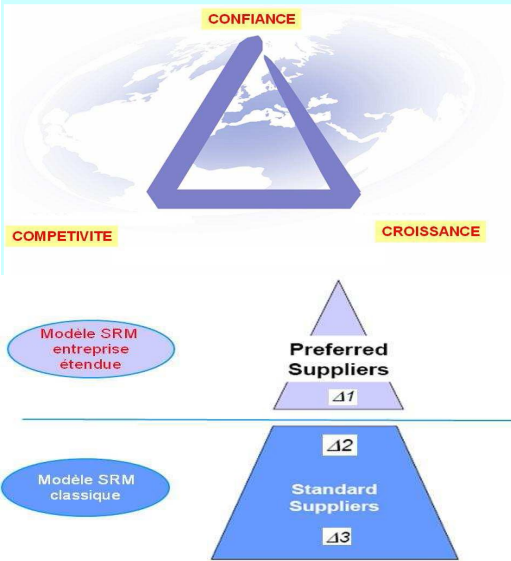 CONFIANCE
COMPETIVITE
CROISSANCE
Modèle SRM
entreprise
étendue
Preferred
Suppliers
Δ1
Modèle SRM
classique
Δ2
Standard
Suppliers
Δ3